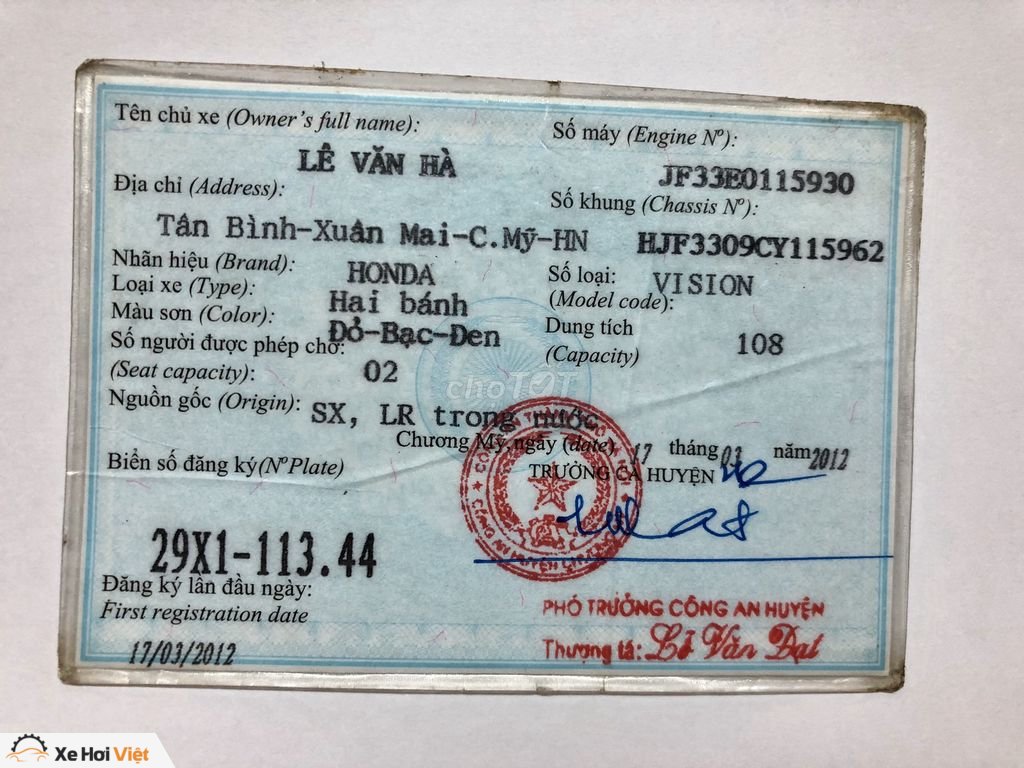 Tên chủ xe (Owner's full name):
LÊ VĂN HÀ
Địa chỉ (Address):
Tân Bình-Xuân Mai-C.Mỹ-HN
Nhãn hiệu (Brand): HONDA
Loại xe (Type): Hai bánh
Màu sơn (Color): Đỏ-Bạc-Đen
Số người được phép chở:
(Seat capacity): 02
Nguồn gốc (Origin): SX, LR trong nước
Số máy (Engine Nº):
JF33E0115930
Số khung (Chassis Nº):
HJF3309CY115962
Số loại: VISION
(Model code):
Dung tích
(Capacity) 108
choTỐT
Chương Mỹ, ngày (date) 17 tháng 03 năm 2012
TRƯỞNG CA HUYỆN
Biển số đăng ký(Nº Plate)
29X1-113.44
Đăng ký lần đầu ngày:
First registration date
17/03/2012
PHÓ TRƯỞNG CÔNG AN HUYỆN
Thượng tá: Lê Văn Đạt
Xe Hơi Việt